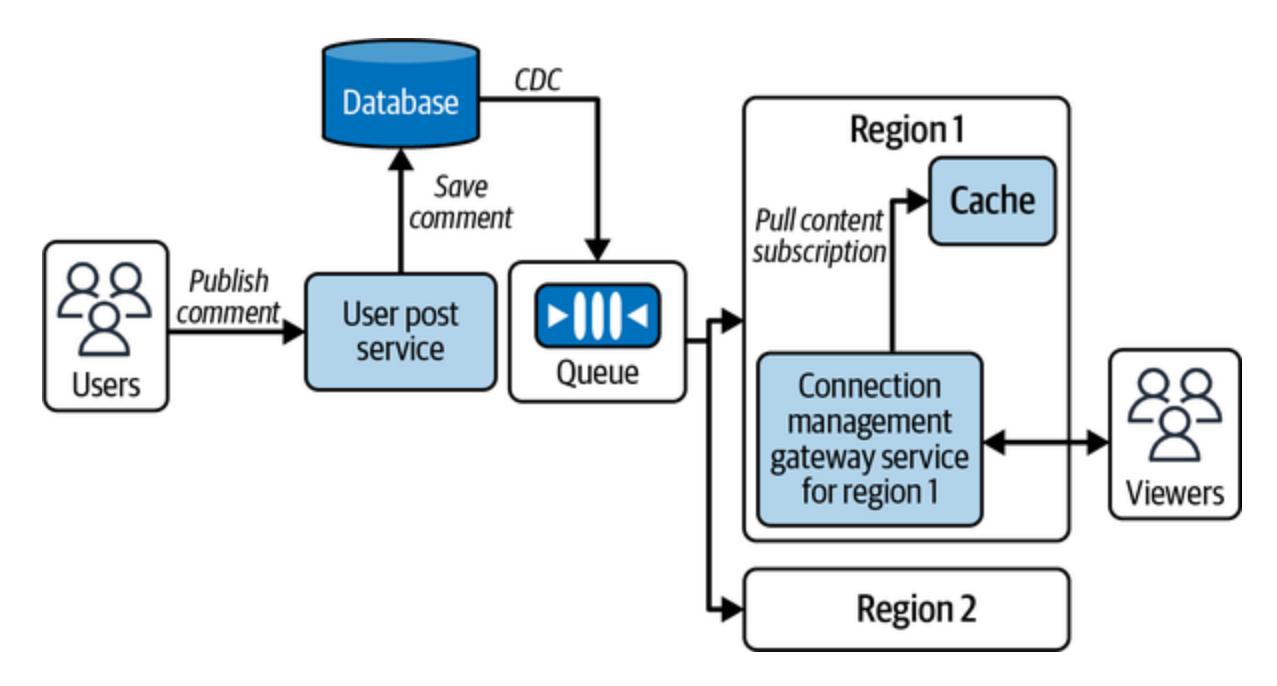 Database
CDC
Save
comment
Users
Publish
comment
User post
service
Queue
Region 1
Cache
Pull content
subscription
Connection
management
gateway service
for region 1
Viewers
Region 2